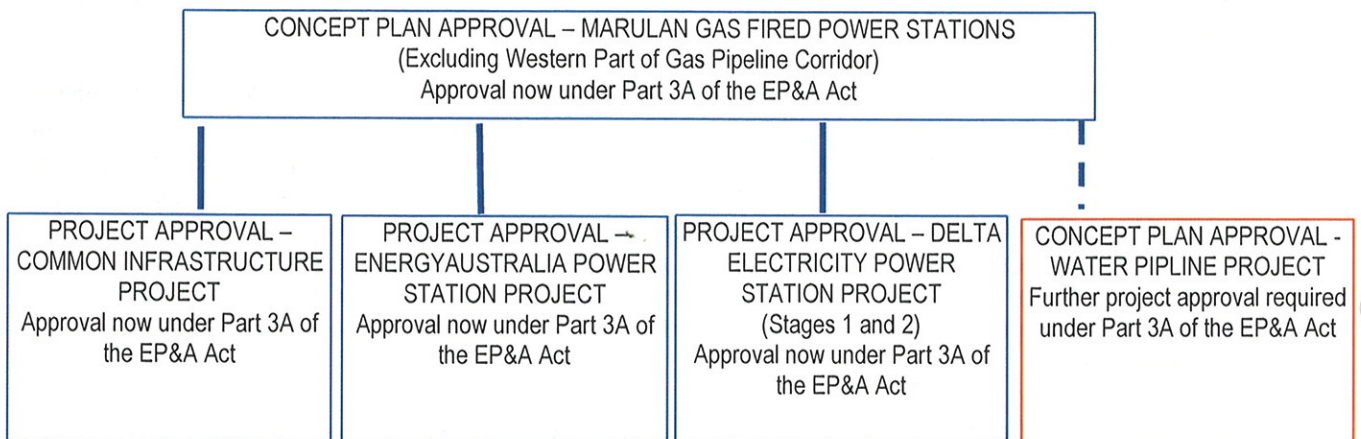 CONCEPT PLAN APPROVAL – MARULAN GAS FIRED POWER STATIONS
(Excluding Western Part of Gas Pipeline Corridor)
Approval now under Part 3A of the EP&A Act
PROJECT APPROVAL –
COMMON INFRASTRUCTURE
PROJECT
Approval now under Part 3A of
the EP&A Act
PROJECT APPROVAL –
ENERGYAUSTRALIA POWER
STATION PROJECT
Approval now under Part 3A of
the EP&A Act
PROJECT APPROVAL – DELTA
ELECTRICITY POWER
STATION PROJECT
(Stages 1 and 2)
Approval now under Part 3A of
the EP&A Act
CONCEPT PLAN APPROVAL -
WATER PIPLINE PROJECT
Further project approval required
under Part 3A of the EP&A Act